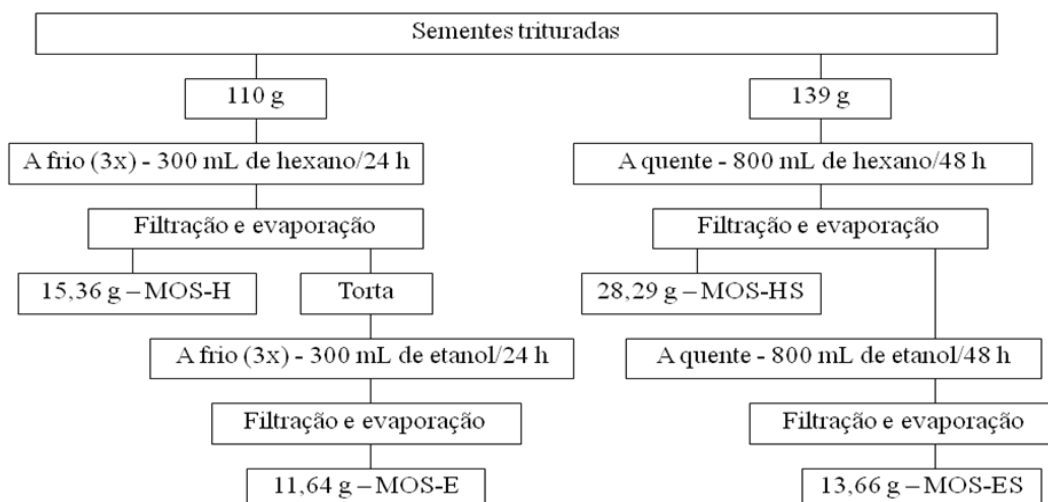 Sementes trituradas
110 g
139 g
A frio (3x) - 300 mL de hexano/24 h
A quente - 800 mL de hexano/48 h
Filtração e evaporação
Filtração e evaporação
15,36 g – MOS-H
Torta
28,29 g – MOS-HS
A frio (3x) - 300 mL de etanol/24 h
A quente - 800 mL de etanol/48 h
Filtração e evaporação
Filtração e evaporação
11,64 g – MOS-E
13,66 g – MOS-ES